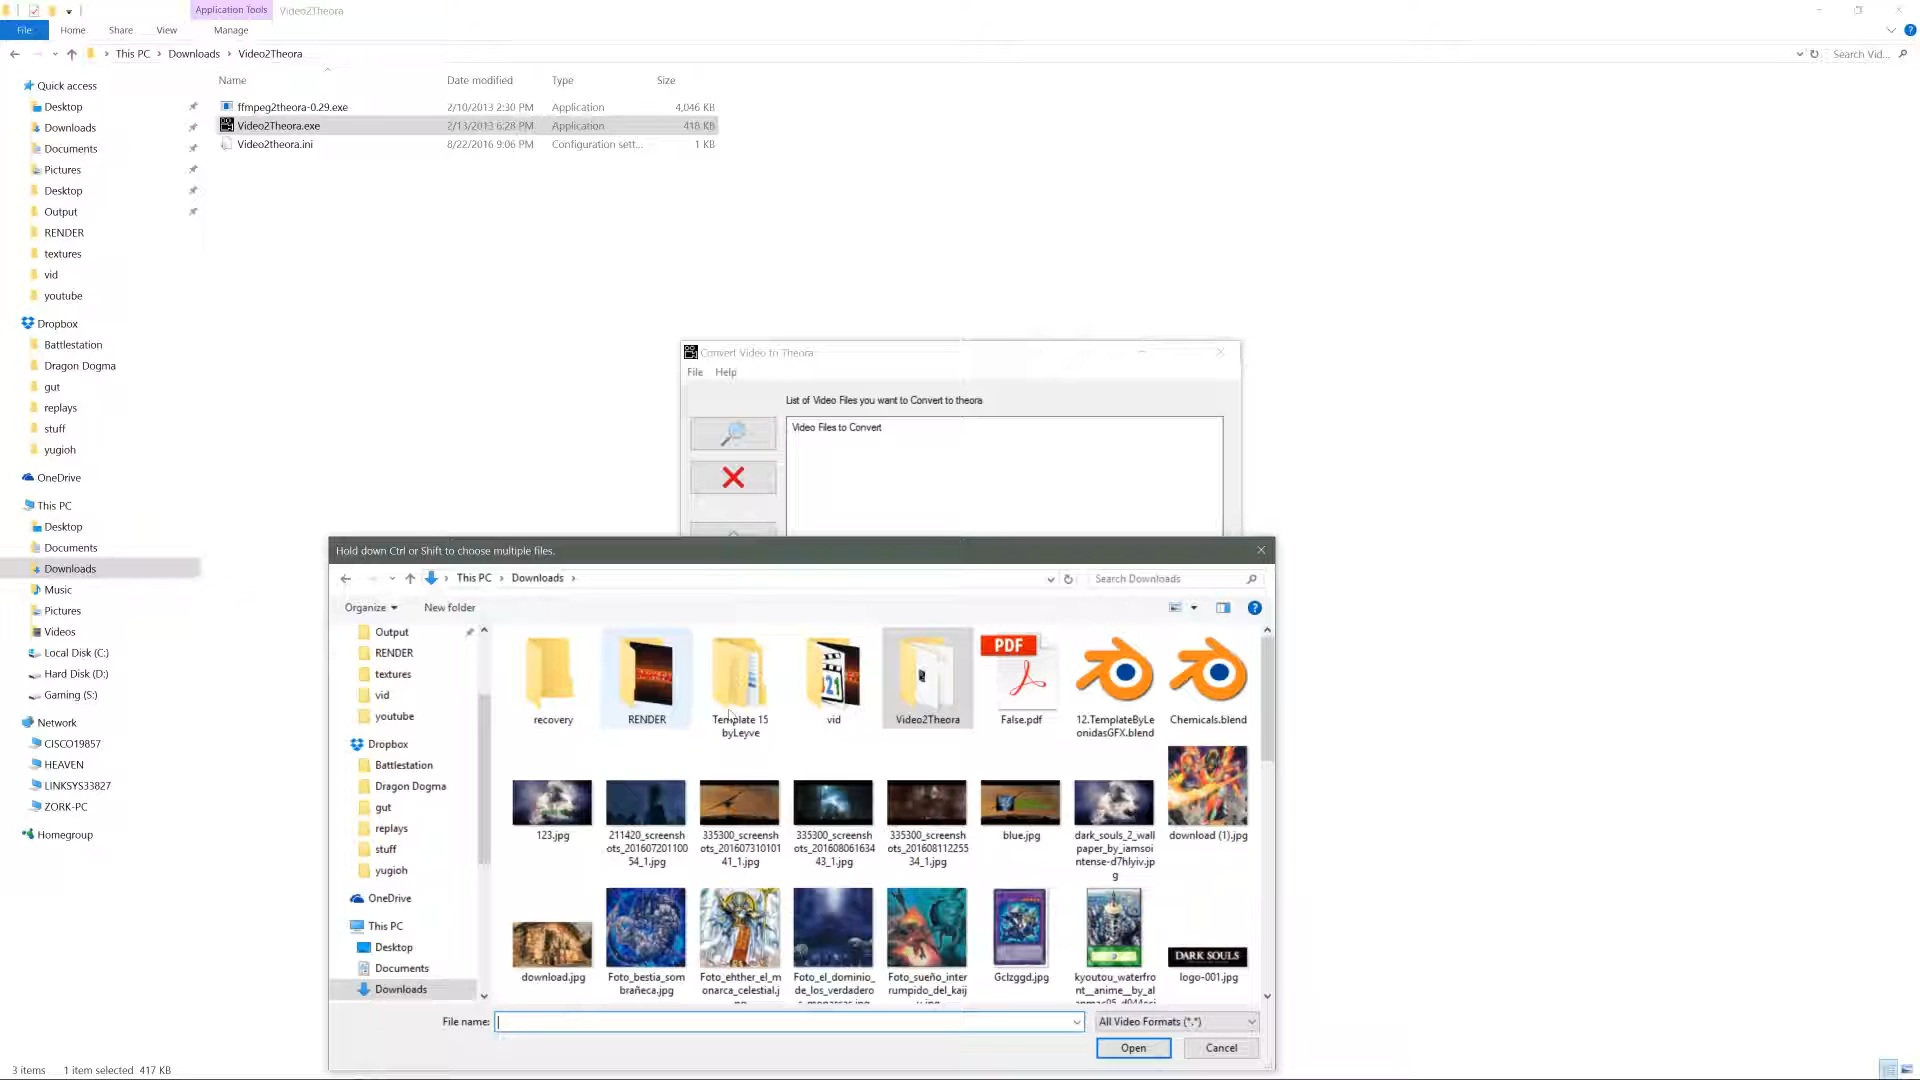 Application Tools
Video2Theora
File
Home
Share
View
Manage
This PC
Downloads
Video2Theora
Search Vid...
Name
Date modified
Type
Size
ffmpeg2theora-0.29.exe
2/10/2013 2:30 PM
Application
4,046 KB
Video2Theora.exe
2/13/2013 6:28 PM
Application
418 KB
Video2theora.ini
8/22/2016 9:06 PM
Configuration sett...
1 KB
Quick access
Desktop
Downloads
Documents
Pictures
Desktop
Output
RENDER
textures
vid
youtube
Dropbox
Battlestation
Dragon Dogma
gut
replays
stuff
yugioh
OneDrive
This PC
Desktop
Documents
Downloads
Music
Pictures
Videos
Local Disk (C:)
Hard Disk (D:)
Gaming (S:)
Network
CISCO19857
HEAVEN
LINKSYS33827
ZORK-PC
Homegroup
3 items
1 item selected 417 KB
Convert Video to Theora
File
Help
List of Video Files you want to Convert to theora
Video Files to Convert
Hold down Ctrl or Shift to choose multiple files.
This PC
Downloads
Search Downloads
Organize
New folder
Output
RENDER
textures
vid
youtube
Dropbox
Battlestation
Dragon Dogma
gut
replays
stuff
yugioh
OneDrive
This PC
Desktop
Documents
Downloads
recovery
RENDER
Template 15
byLeyve
321
vid
Video2Theora
PDF
False.pdf
12.TemplateByLe
onidasGFX.blend
Chemicals.blend
123.jpg
211420_screensh
ots_201607201100
54_1.jpg
335300_screensh
ots_201607310101
41_1.jpg
335300_screensh
ots_201608061634
43_1.jpg
335300_screensh
ots_201608112255
34_1.jpg
blue.jpg
dark_souls_2_wall
paper_by_iamsoi
ntense-d7hlyiv.jp
g
download (1).jpg
download.jpg
Foto_bestia_som
brañeca.jpg
Foto_ehther_el_m
onarca_celestial.j
Foto_el_dominio_
de_los_verdadero
Foto_sueño_inter
rumpido_del_kaij
Gclzggd.jpg
kyoutou_waterfro
nt__anime__by_al
DARK SOULS
logo-001.jpg
File name:
All Video Formats (*.*)
Open
Cancel